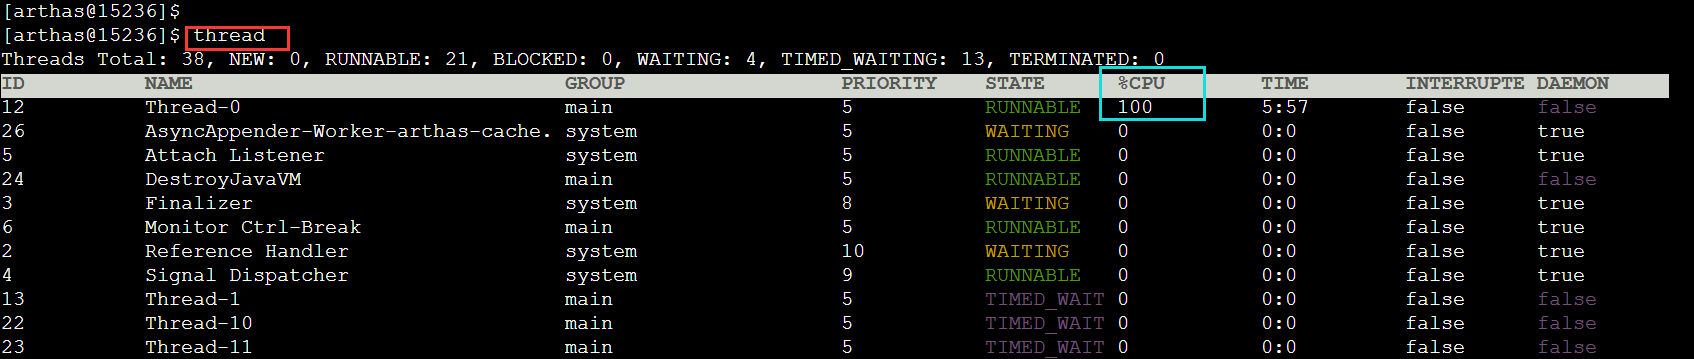 [arthas@15236]$
[arthas@15236]$ thread
Threads Total: 38, NEW: 0, RUNNABLE: 21, BLOCKED: 0, WAITING: 4, TIMED_WAITING: 13, TERMINATED: 0
ID NAME GROUP PRIORITY STATE %CPU TIME INTERRUPTE DAEMON
12 Thread-0 main 5 RUNNABLE 100 5:57 false false
26 AsyncAppender-Worker-arthas-cache. system 5 WAITING 0 0:0 false true
5 Attach Listener system 5 RUNNABLE 0 0:0 false true
24 DestroyJavaVM main 5 RUNNABLE 0 0:0 false false
3 Finalizer system 8 WAITING 0 0:0 false true
6 Monitor Ctrl-Break main 5 RUNNABLE 0 0:0 false true
2 Reference Handler system 10 WAITING 0 0:0 false true
4 Signal Dispatcher system 9 RUNNABLE 0 0:0 false true
13 Thread-1 main 5 TIMED_WAIT 0 0:0 false false
22 Thread-10 main 5 TIMED_WAIT 0 0:0 false false
23 Thread-11 main 5 TIMED_WAIT 0 0:0 false false